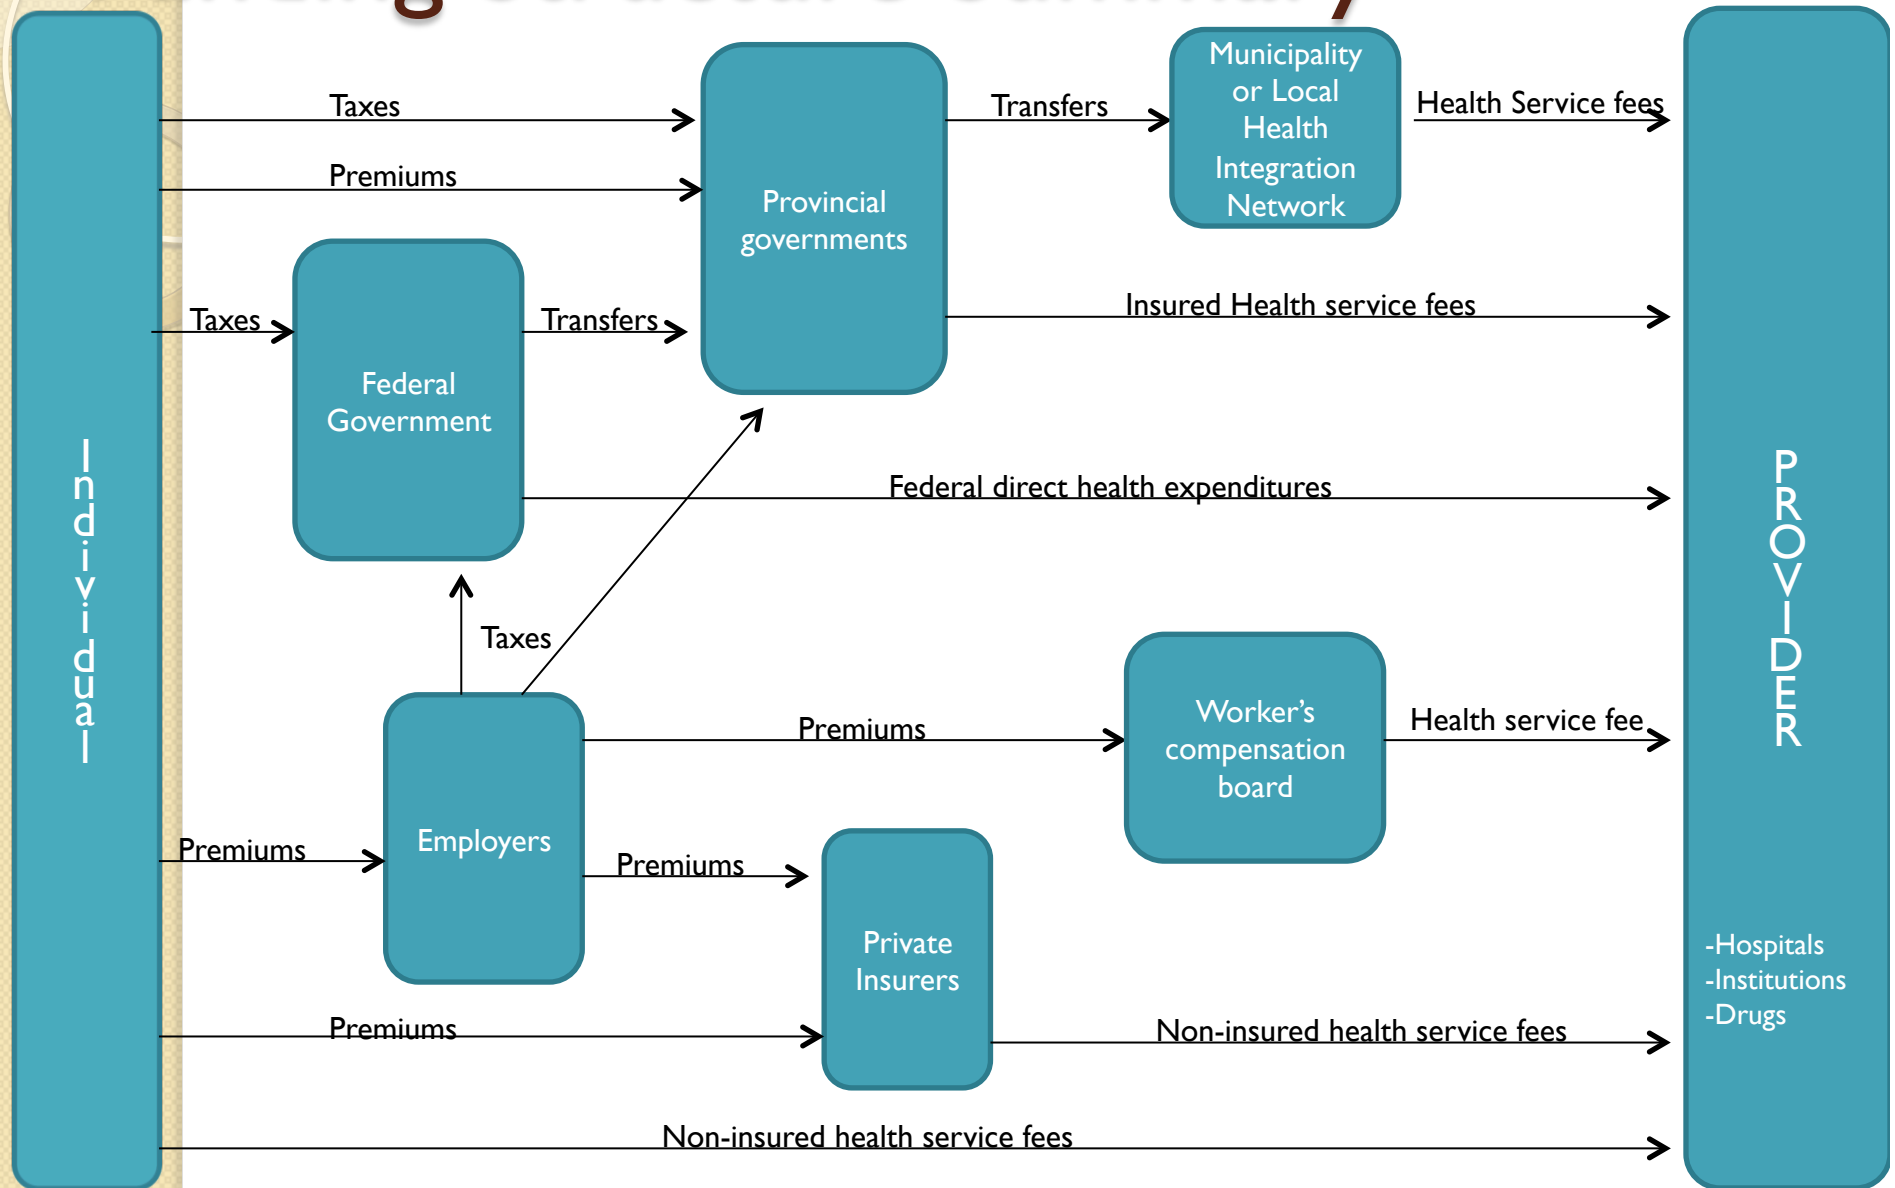 Taxes
Premiums
Taxes
Transfers
Provincial
governments
Transfers
Municipality
or Local
Health
Integration
Network
Health Service fees
Insured Health service fees
Federal
Government
Federal direct health expenditures
Individual
PROVIDER
Taxes
Premiums
Worker’s
compensation
board
Health service fee
Premiums
Employers
Premiums
Private
Insurers
-Hospitals
-Institutions
-Drugs
Premiums
Non-insured health service fees
Non-insured health service fees